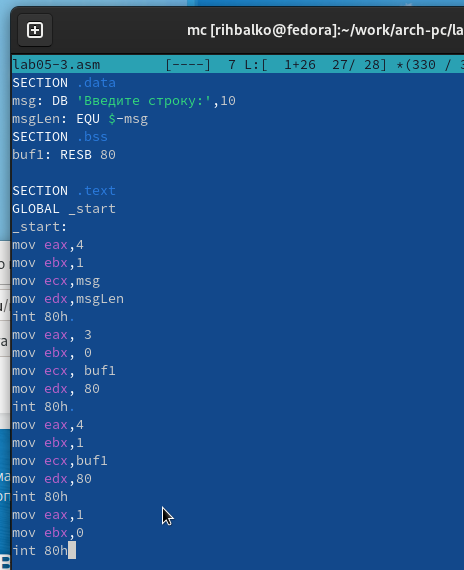 mc [rihbalko@fedora]:~/work/arch-pc/la
lab05-3.asm [----] 7 L:[ 1+26 27/ 28] *(330 / 3
SECTION .data
msg: DB 'Введите строку:',10
msgLen: EQU $-msg
SECTION .bss
buf1: RESB 80
SECTION .text
GLOBAL _start
_start:
mov eax,4
mov ebx,1
mov ecx,msg
mov edx,msgLen
int 80h.
mov eax, 3
mov ebx, 0
mov ecx, buf1
mov edx, 80
int 80h.
mov eax,4
mov ebx,1
mov ecx,buf1
mov edx,80
int 80h
mov eax,1
mov ebx,0
int 80h